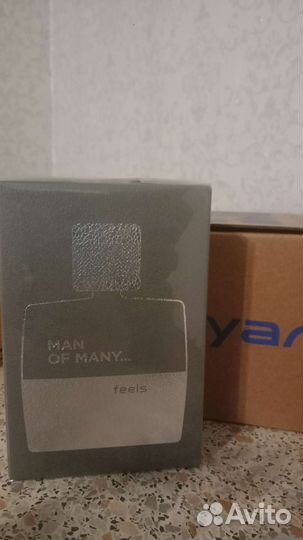 MAN
OF MANY...
feels
yar
Avito